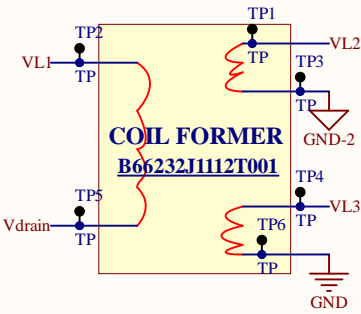 TP1
TP2
VL2
TP
VL1
TP
TP3
TP
GND-2
COIL FORMER
B66232J1112T001
TP4
TP5
VL3
TP
TP6
Vdrain
TP
TP
GND